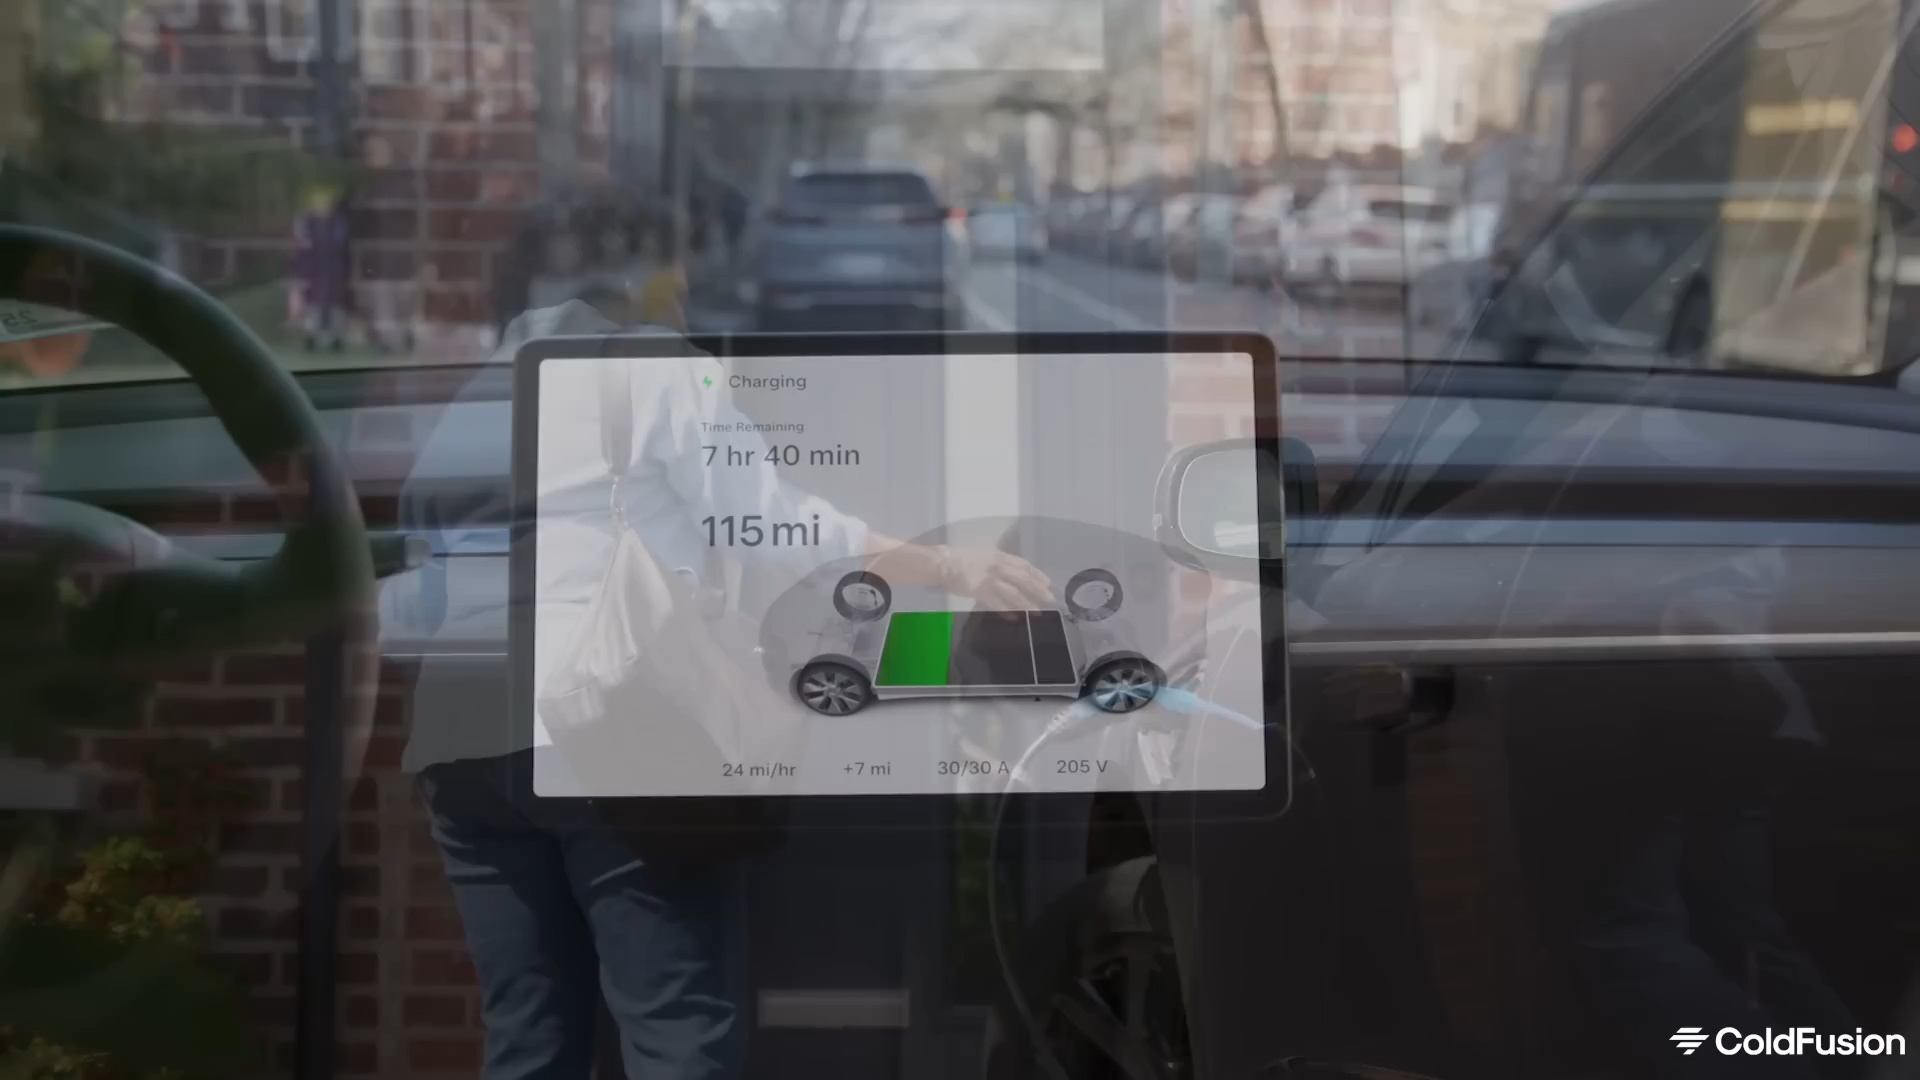 Charging
Time Remaining
7 hr 40 min
115 mi
24 mi/hr +7 mi 30/30 A 205 V
ColdFusion